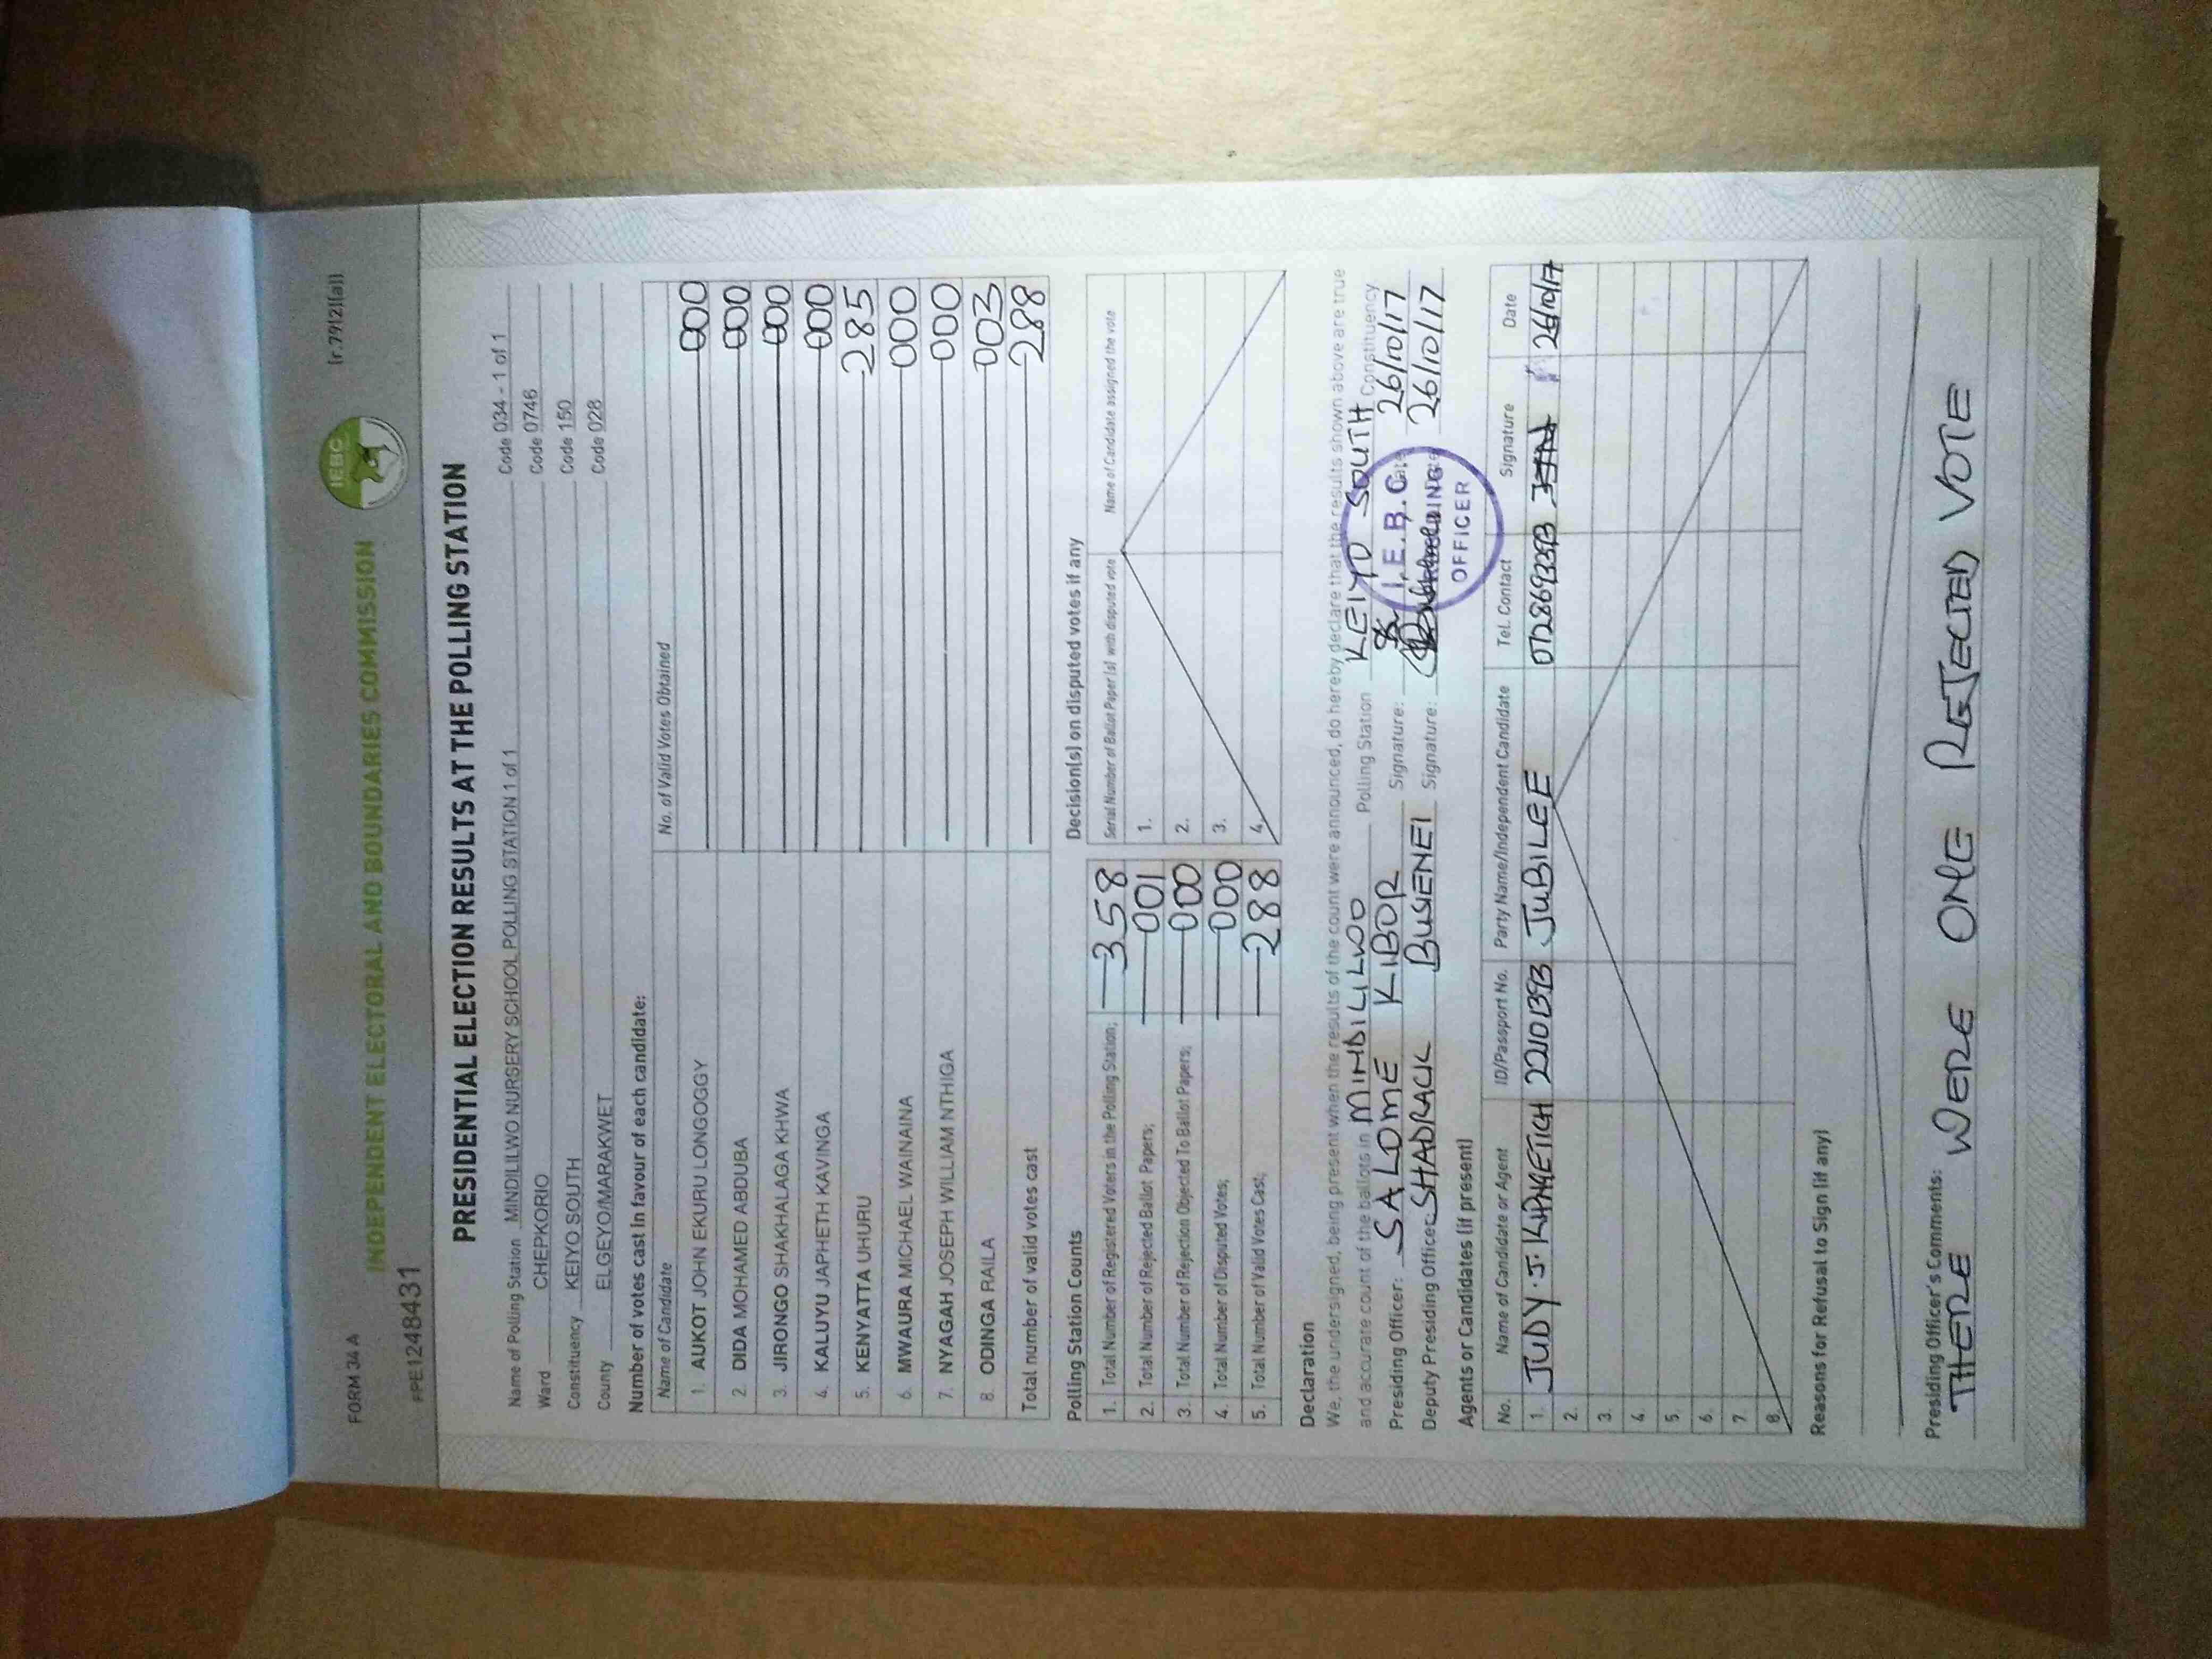 FORM 34 A
INDEPENDENT ELECTORAL AND BOUNDARIES COMMISSION
IEBC
(r.79(2)(a))
PPE1248431
PRESIDENTIAL ELECTION RESULTS AT THE POLLING STATION
Name of Polling Station MINDILILWO NURSERY SCHOOL POLLING STATION 1 of 1 Code 034 - 1 of 1
Ward CHEPKORIO Code 0746
Constituency KEIYO SOUTH Code 150
County ELGEYO/MARAKWET Code 028
Number of votes cast in favour of each candidate:
Name of Candidate No. of Valid Votes Obtained
1. AUKOT JOHN EKURU LONGOGGY 000
2. DIDA MOHAMED ABDUBA 000
3. JIRONGO SHAKHALAGA KHWA 000
4. KALUYU JAPHETH KAVINGA 000
5. KENYATTA UHURU 285
6. MWAURA MICHAEL WAINAINA 000
7. NYAGAH JOSEPH WILLIAM NTHIGA 000
8. ODINGA RAILA 003
Total number of valid votes cast 288
Polling Station Counts
1. Total Number of Registered Voters in the Polling Station; 358
2. Total Number of Rejected Ballot Papers; 001
3. Total Number of Rejection Objected To Ballot Papers; 000
4. Total Number of Disputed Votes; 000
5. Total Number of Valid Votes Cast; 288
Decision(s) on disputed votes if any
Serial Number of Ballot Paper(s) with disputed vote Name of Candidate assigned the vote
1.
2.
3.
4.
Declaration
We, the undersigned, being present when the results of the count were announced, do hereby declare that the results shown above are true
and accurate count of the ballots in MINDILILWO Polling Station KEIYO SOUTH Constituency
Presiding Officer: SALOME KIBOR Signature: Date 26/10/17
Deputy Presiding Officer: SHADRACK BUSIENEI Signature: 26/10/17
I.E.B.C
PRESIDING
OFFICER
Agents or Candidates (if present)
No. Name of Candidate or Agent ID/Passport No. Party Name/Independent Candidate Tel. Contact Signature Date
1. JUDY. J. 22101393 JUBILEE 26/10/17
2.
3.
4.
5.
6.
7.
8.
Reasons for Refusal to Sign (if any)
Presiding Officer's Comments:
THERE WERE ONE REJECTED VOTE